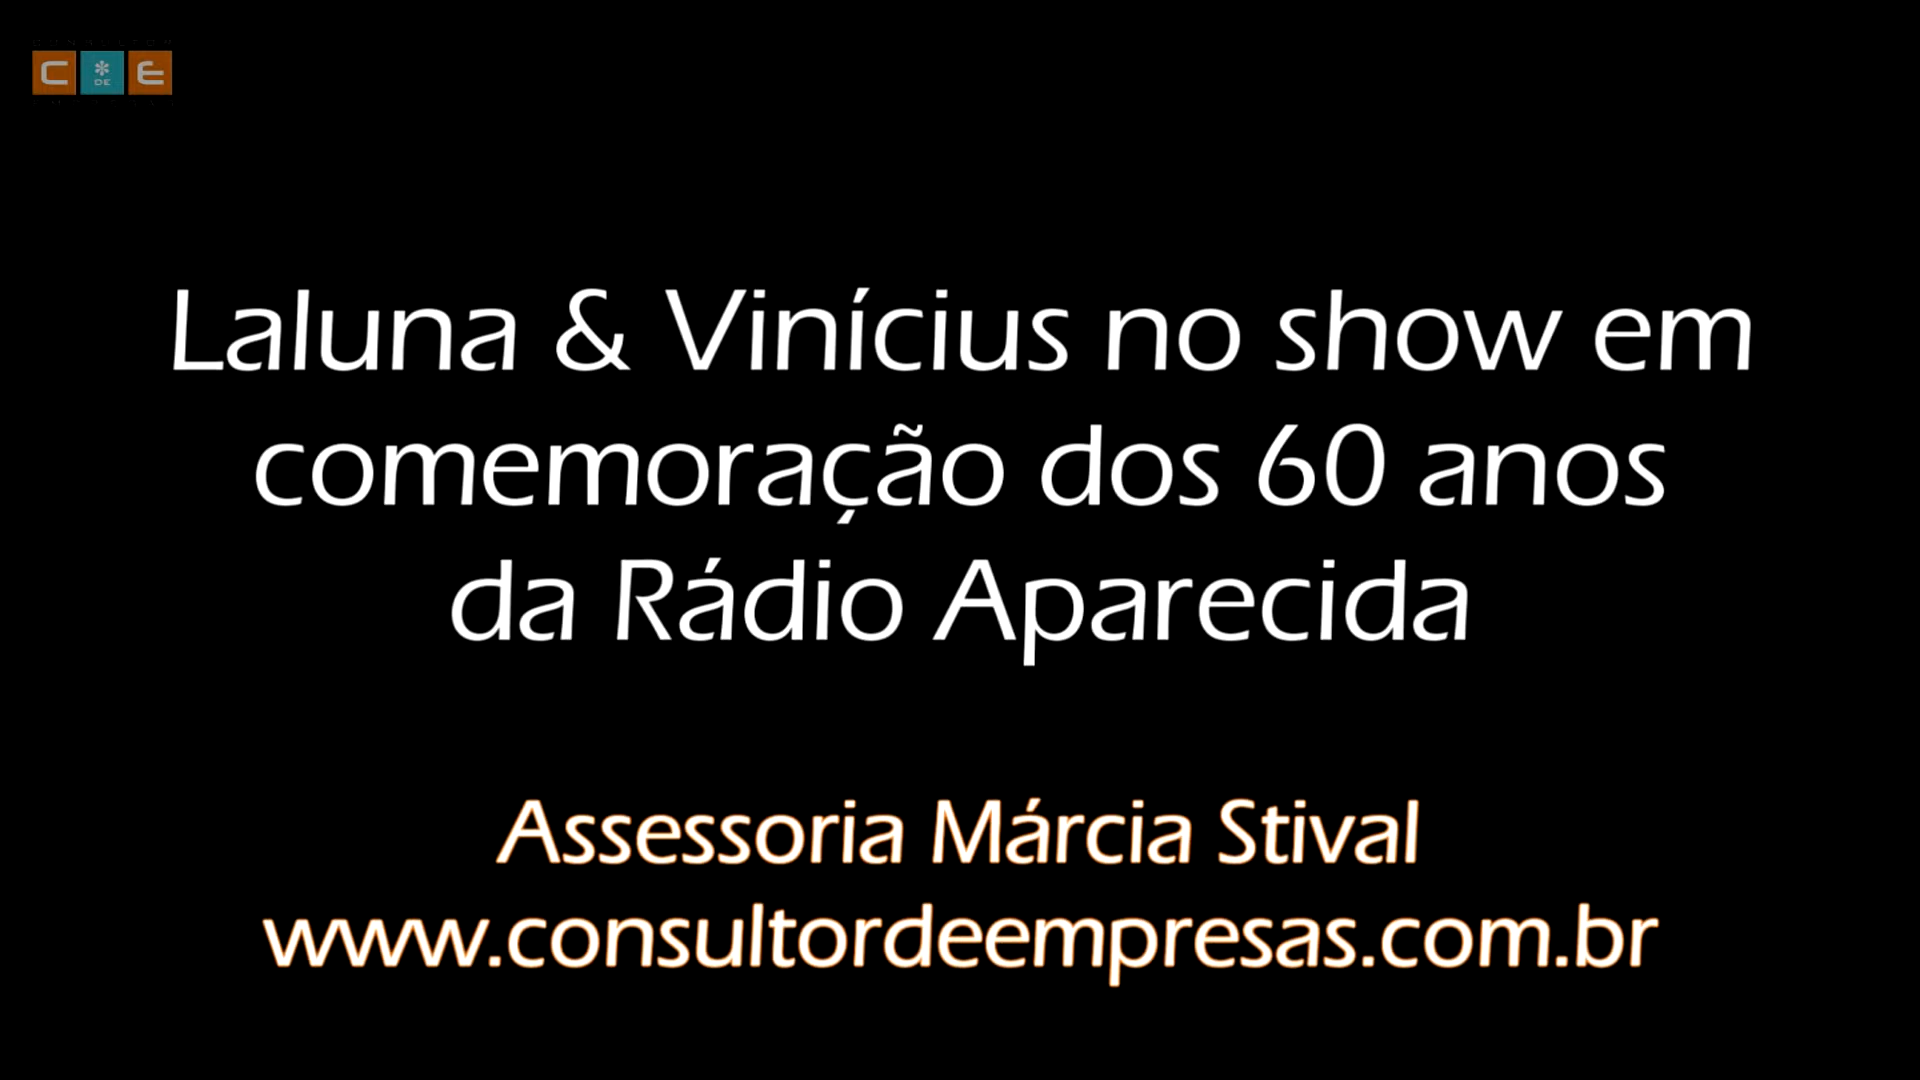 C DE E
Laluna & Vinícius no show em
comemoração dos 60 anos
da Rádio Aparecida
Assessoria Márcia Stival
www.consultordeempresas.com.br